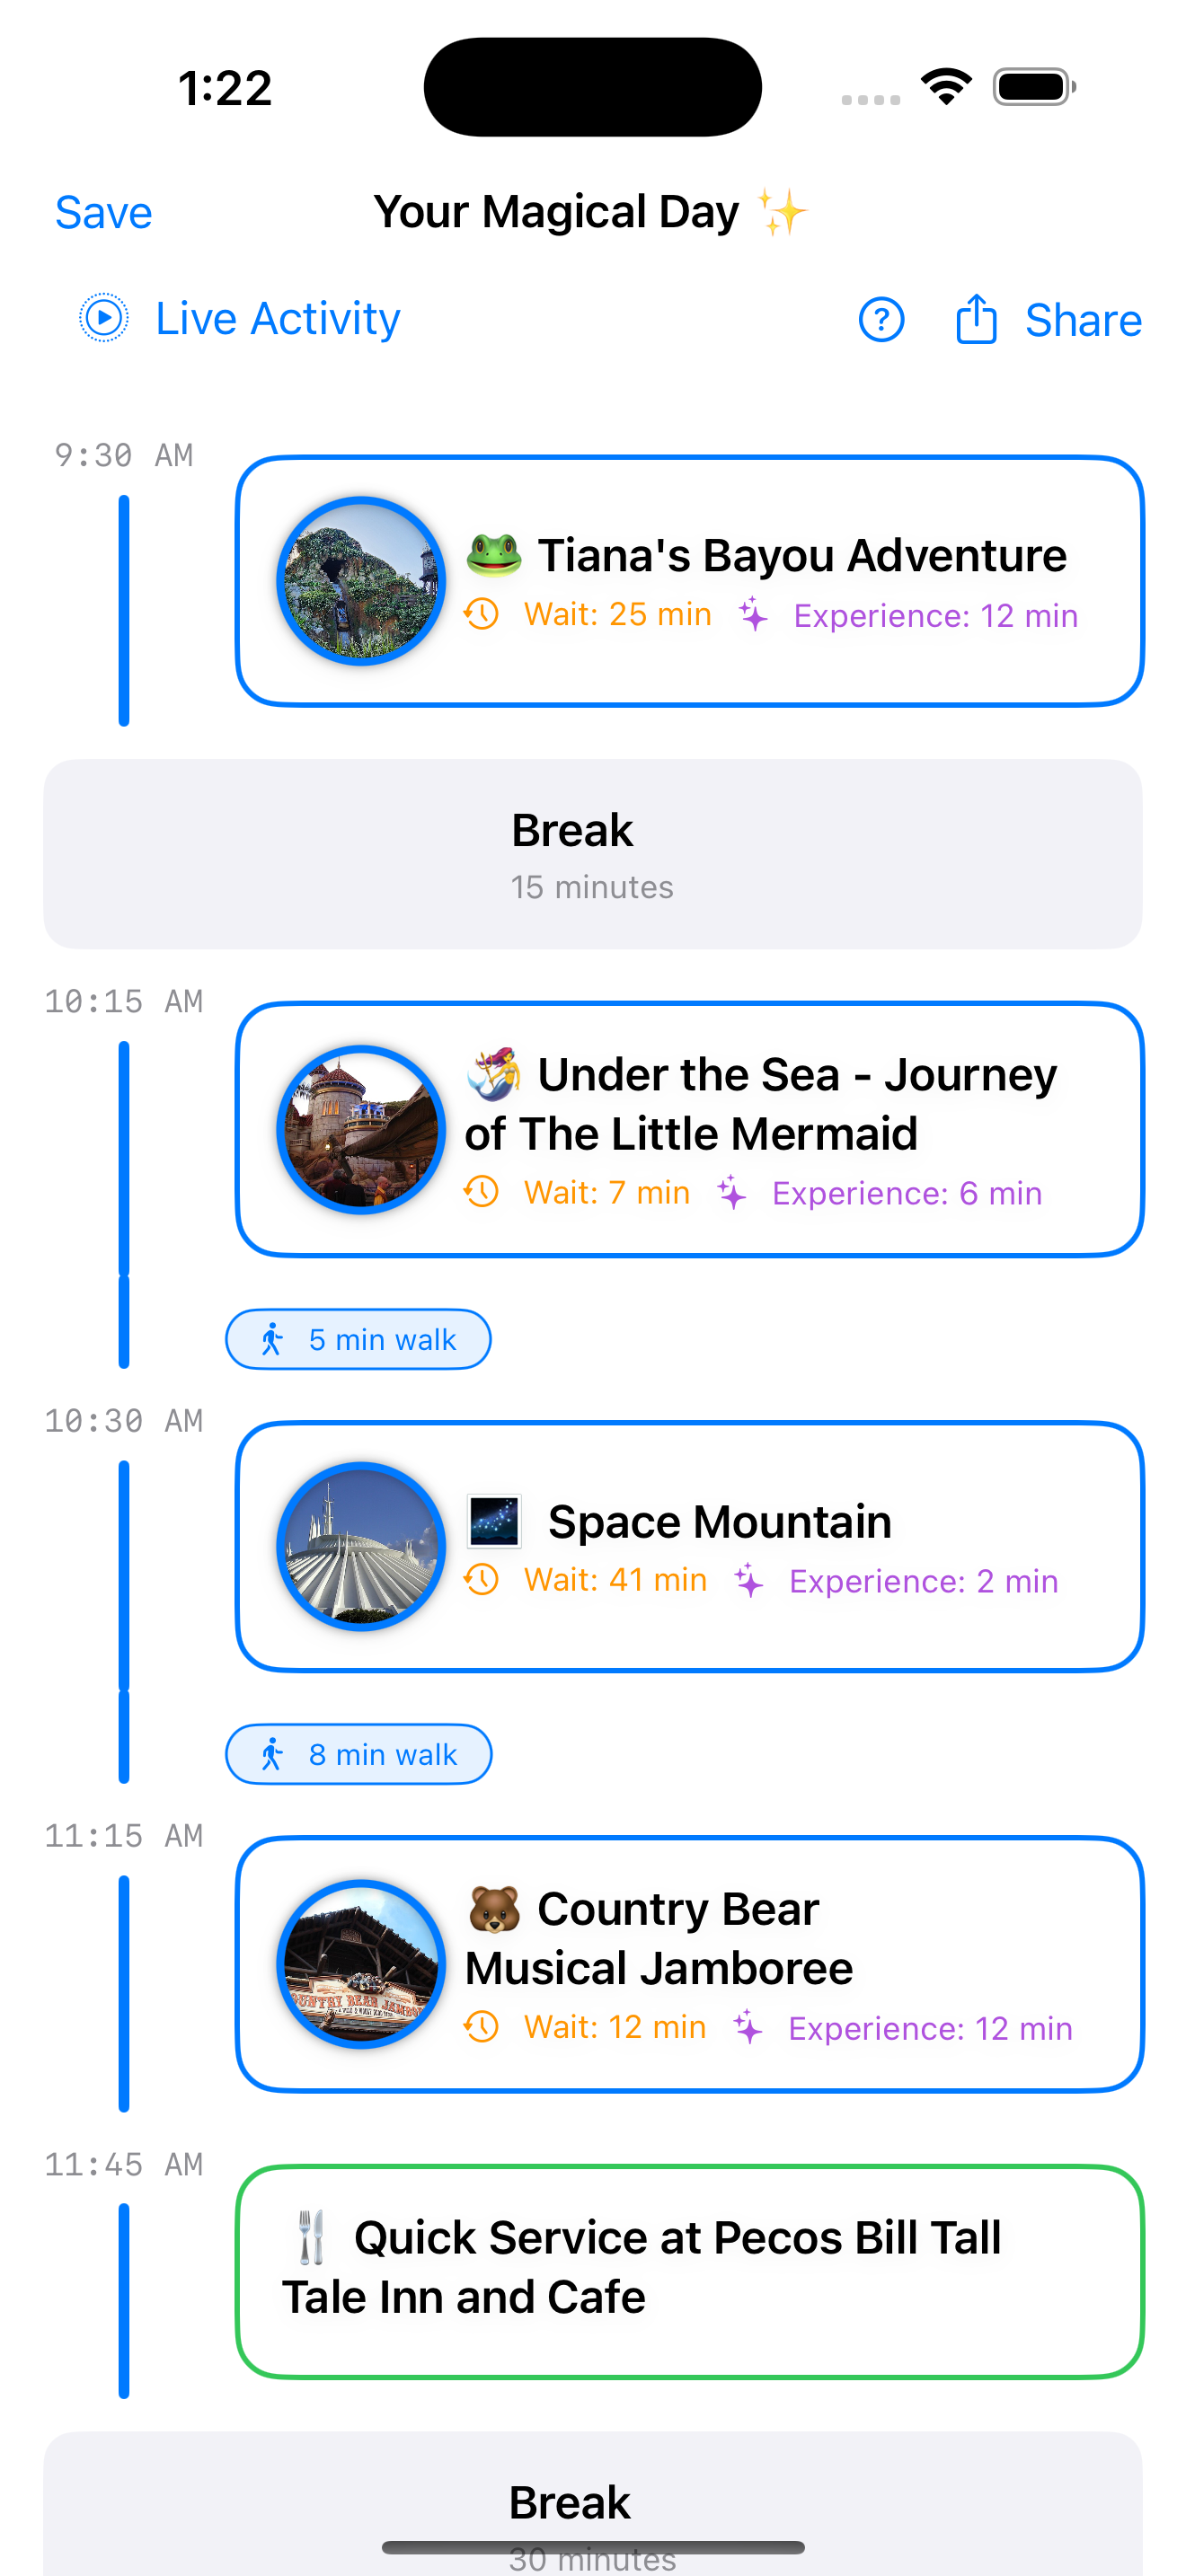 1:22
Save
Your Magical Day ✨
Live Activity
Share
9:30 AM
🐸 Tiana's Bayou Adventure
Wait: 25 min Experience: 12 min
Break
15 minutes
10:15 AM
🧜 Under the Sea - Journey
of The Little Mermaid
Wait: 7 min Experience: 6 min
5 min walk
10:30 AM
🌌 Space Mountain
Wait: 41 min Experience: 2 min
8 min walk
11:15 AM
🐻 Country Bear
Musical Jamboree
COUNTRY BEAR JAMBOREE
Wait: 12 min Experience: 12 min
11:45 AM
🍴 Quick Service at Pecos Bill Tall
Tale Inn and Cafe
Break
30 minutes